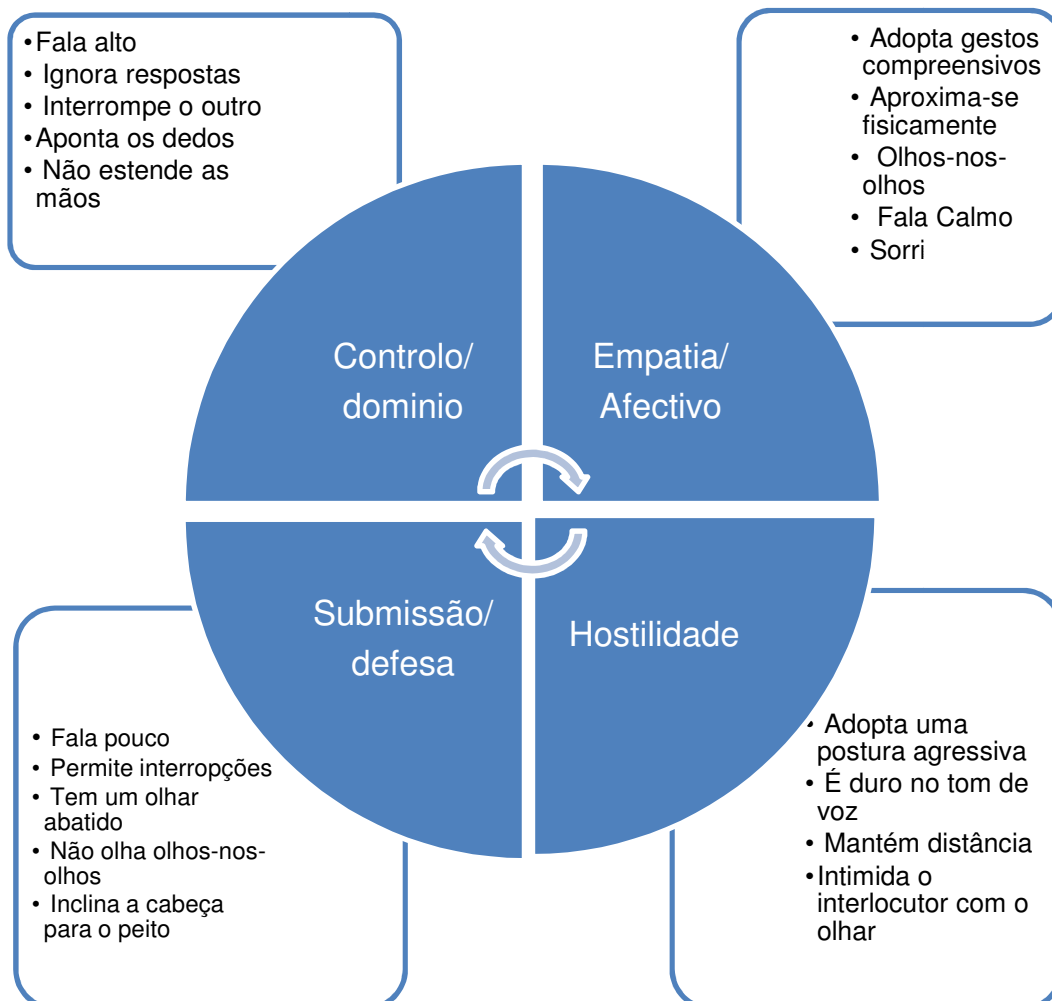 •Fala alto
• Ignora respostas
• Interrompe o outro
•Aponta os dedos
• Não estende as
mãos
• Adopta gestos
compreensivos
• Aproxima-se
fisicamente
• Olhos-nos-
olhos
• Fala Calmo
• Sorri
Controlo/
dominio
Empatia/
Afectivo
Submissão/
defesa
Hostilidade
• Fala pouco
• Permite interropções
• Tem um olhar
abatido
• Não olha olhos-nos-
olhos
• Inclina a cabeça
para o peito
• Adopta uma
postura agressiva
• É duro no tom de
voz
• Mantém distância
•Intimida o
interlocutor com o
olhar